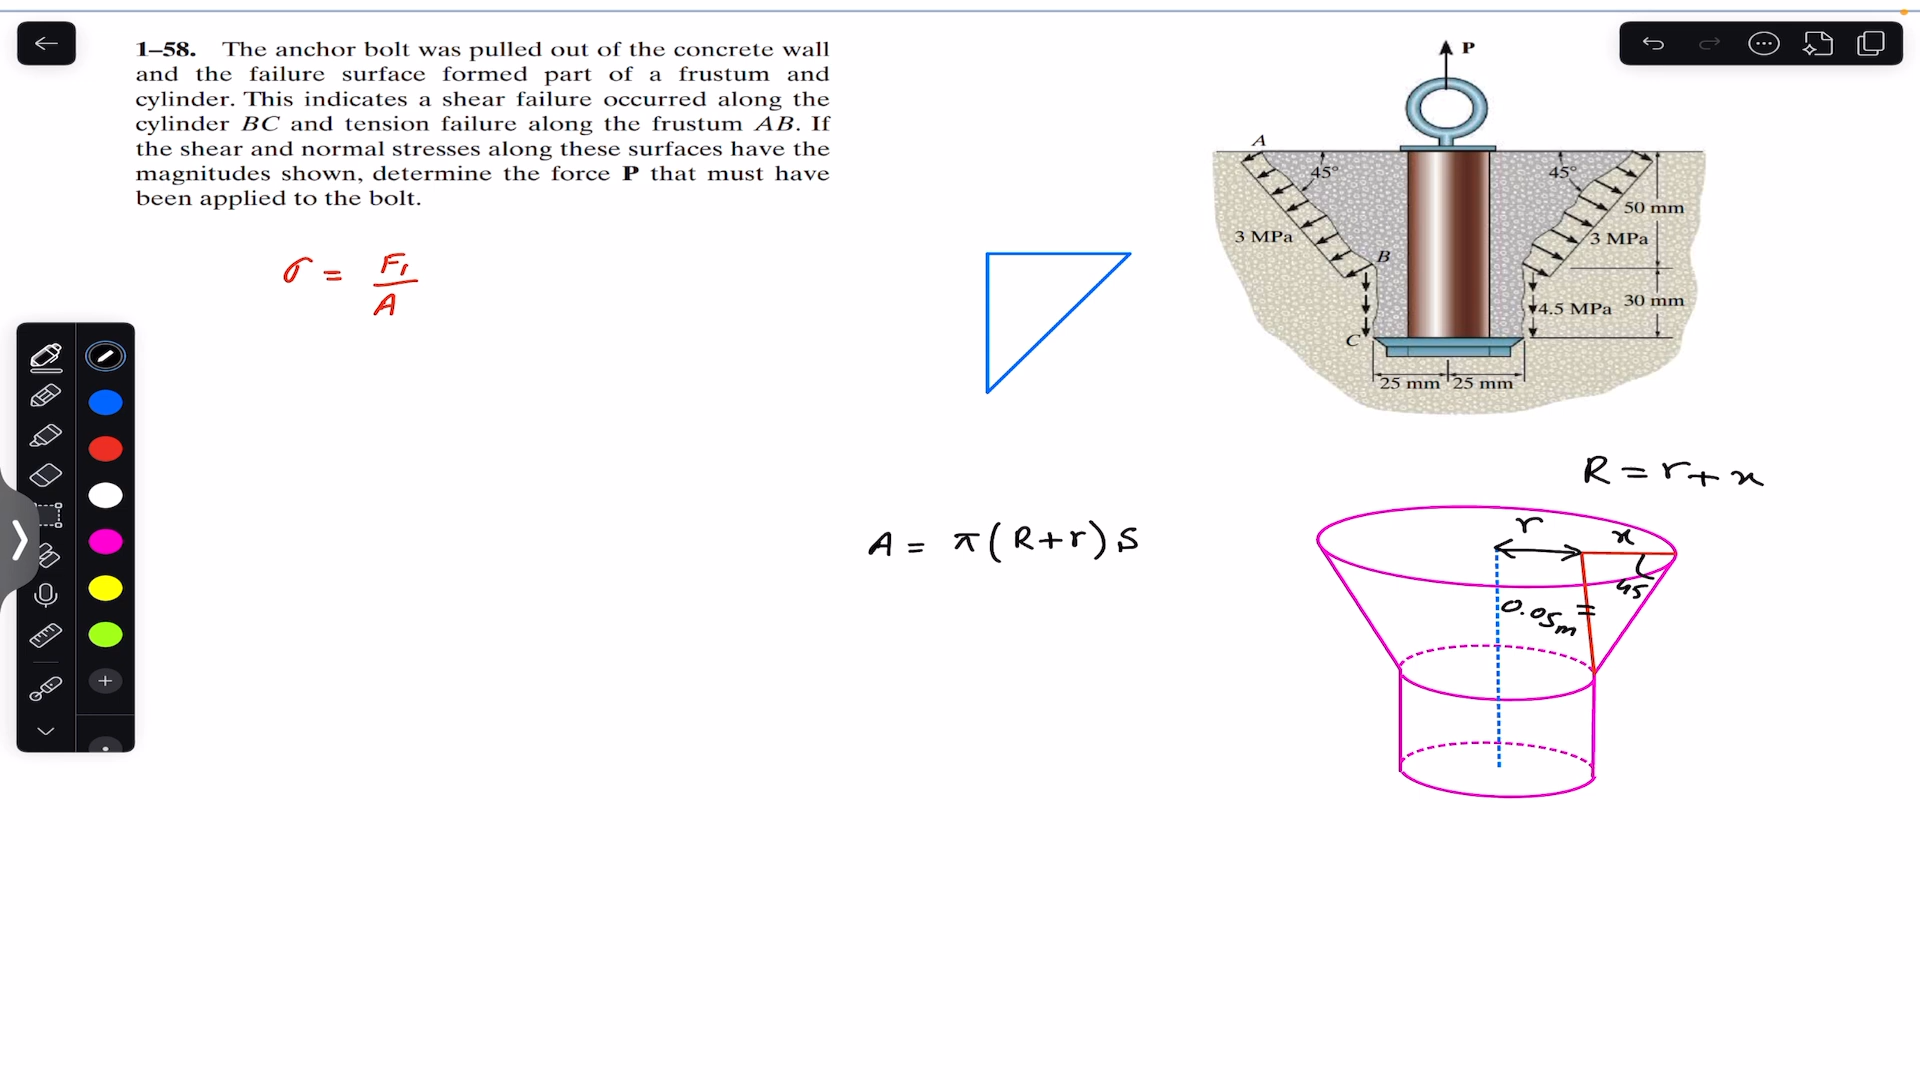 1–58. The anchor bolt was pulled out of the concrete wall
and the failure surface formed part of a frustum and
cylinder. This indicates a shear failure occurred along the
cylinder BC and tension failure along the frustum AB. If
the shear and normal stresses along these surfaces have the
magnitudes shown, determine the force P that must have
been applied to the bolt.
P
A
45°
45°
50 mm
3 MPa
3 MPa
B
30 mm
4.5 MPa
C
25 mm
25 mm
σ = F₁/A
R = r + x
A = π(R+r)S
r
x
45
0.05m